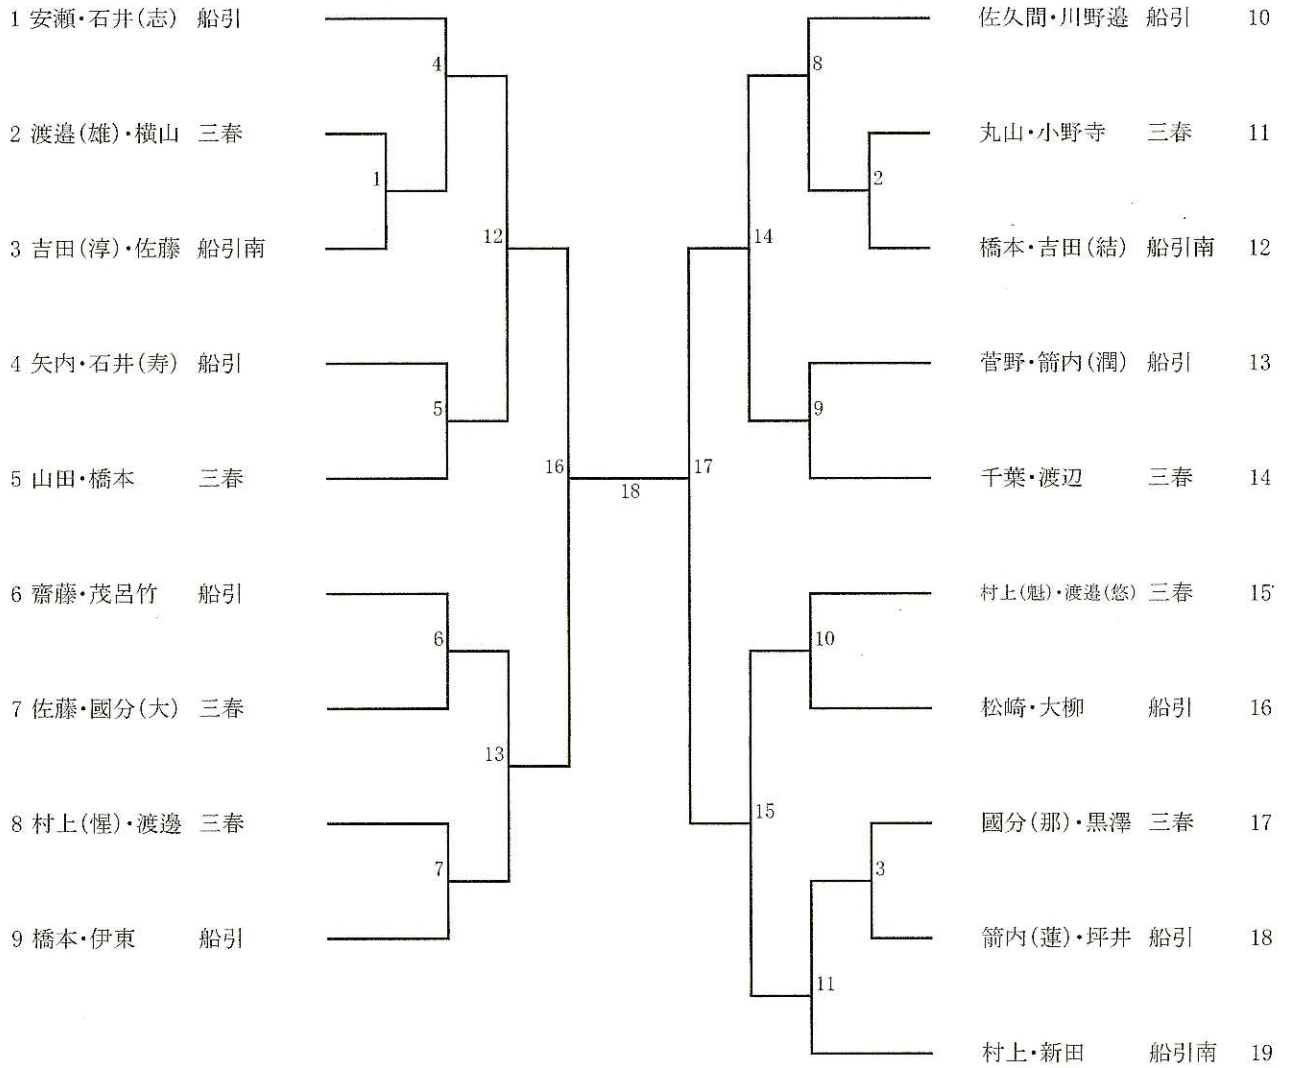 1 安瀬・石井(志) 船引
2 渡邉(雄)・横山 三春
3 吉田(淳)・佐藤 船引南
4 矢内・石井(寿) 船引
5 山田・橋本 三春
6 齋藤・茂呂竹 船引
7 佐藤・國分(大) 三春
8 村上(惺)・渡邊 三春
9 橋本・伊東 船引
4
1
12
5
16
6
13
7
18
8
2
14
9
17
10
15
3
11
佐久間・川野邉 船引 10
丸山・小野寺 三春 11
橋本・吉田(結) 船引南 12
菅野・箭内(潤) 船引 13
千葉・渡辺 三春 14
村上(魁)・渡邉(悠) 三春 15
松崎・大柳 船引 16
國分(那)・黒澤 三春 17
箭内(蓮)・坪井 船引 18
村上・新田 船引南 19